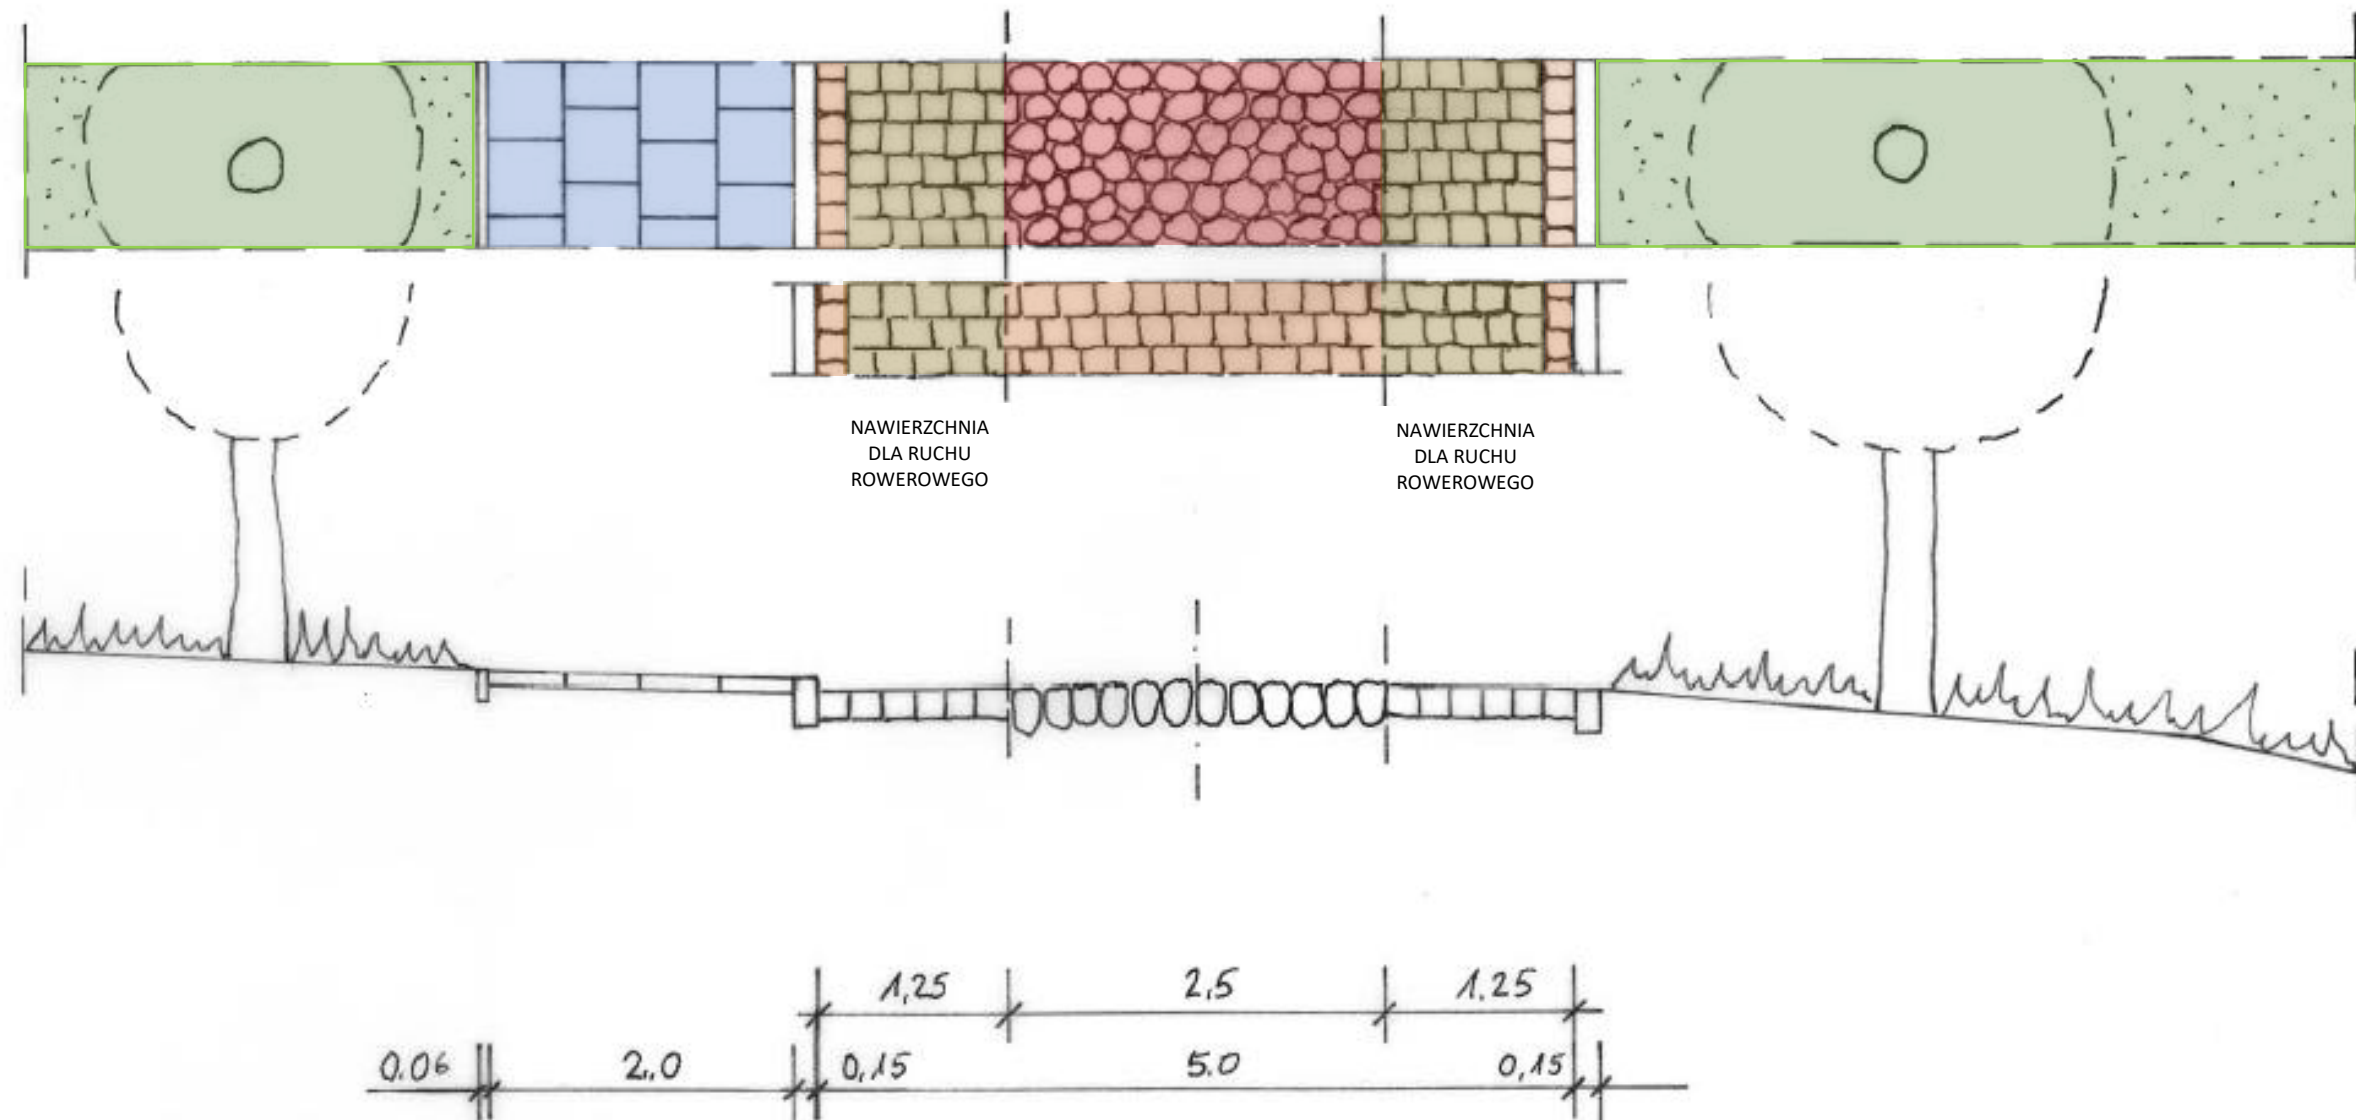 NAWIERZCHNIA
DLA RUCHU
ROWEROWEGO
NAWIERZCHNIA
DLA RUCHU
ROWEROWEGO
1,25 2,5 1.25
0.06 2.0 0,15 5.0 0,15